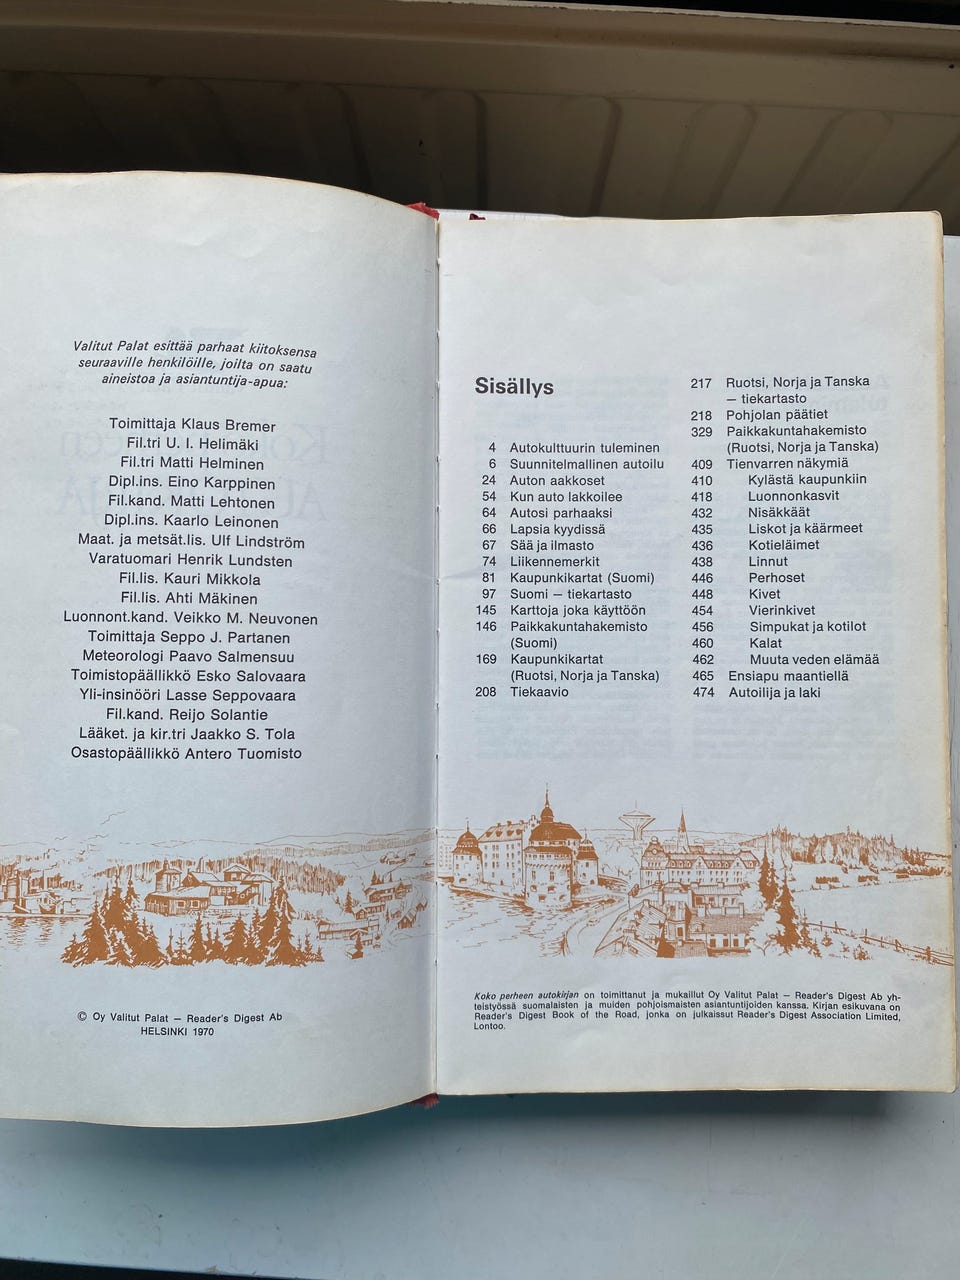 Valitut Palat esittää parhaat kiitoksensa
seuraaville henkilöille, joilta on saatu
aineistoa ja asiantuntija-apua:
Toimittaja Klaus Bremer
Fil.tri U. I. Helimäki
Fil.tri Matti Helminen
Dipl.ins. Eino Karppinen
Fil.kand. Matti Lehtonen
Dipl.ins. Kaarlo Leinonen
Maat. ja metsät.lis. Ulf Lindström
Varatuomari Henrik Lundsten
Fil.lis. Kauri Mikkola
Fil.lis. Ahti Mäkinen
Luonnont.kand. Veikko M. Neuvonen
Toimittaja Seppo J. Partanen
Meteorologi Paavo Salmensuu
Toimistopäällikkö Esko Salovaara
Yli-insinööri Lasse Seppovaara
Fil.kand. Reijo Solantie
Lääket. ja kir.tri Jaakko S. Tola
Osastopäällikkö Antero Tuomisto
© Oy Valitut Palat – Reader's Digest Ab
HELSINKI 1970
Sisällys
4 Autokulttuurin tuleminen
6 Suunnitelmallinen autoilu
24 Auton aakkoset
54 Kun auto lakkoilee
64 Autosi parhaaksi
66 Lapsia kyydissä
67 Sää ja ilmasto
74 Liikennemerkit
81 Kaupunkikartat (Suomi)
97 Suomi – tiekartasto
145 Karttoja joka käyttöön
146 Paikkakuntahakemisto
(Suomi)
169 Kaupunkikartat
(Ruotsi, Norja ja Tanska)
208 Tiekaavio
217 Ruotsi, Norja ja Tanska
– tiekartasto
218 Pohjolan päätiet
329 Paikkakuntahakemisto
(Ruotsi, Norja ja Tanska)
409 Tienvarren näkymiä
410 Kylästä kaupunkiin
418 Luonnonkasvit
432 Nisäkkäät
435 Liskot ja käärmeet
436 Kotieläimet
438 Linnut
446 Perhoset
448 Kivet
454 Vierinkivet
456 Simpukat ja kotilot
460 Kalat
462 Muuta veden elämää
465 Ensiapu maantiellä
474 Autoilija ja laki
Koko perheen autokirjan on toimittanut ja mukaillut Oy Valitut Palat – Reader's Digest Ab yh-
teistyössä suomalaisten ja muiden pohjoismaisten asiantuntijoiden kanssa. Kirjan esikuvana on
Reader's Digest Book of the Road, jonka on julkaissut Reader's Digest Association Limited,
Lontoo.